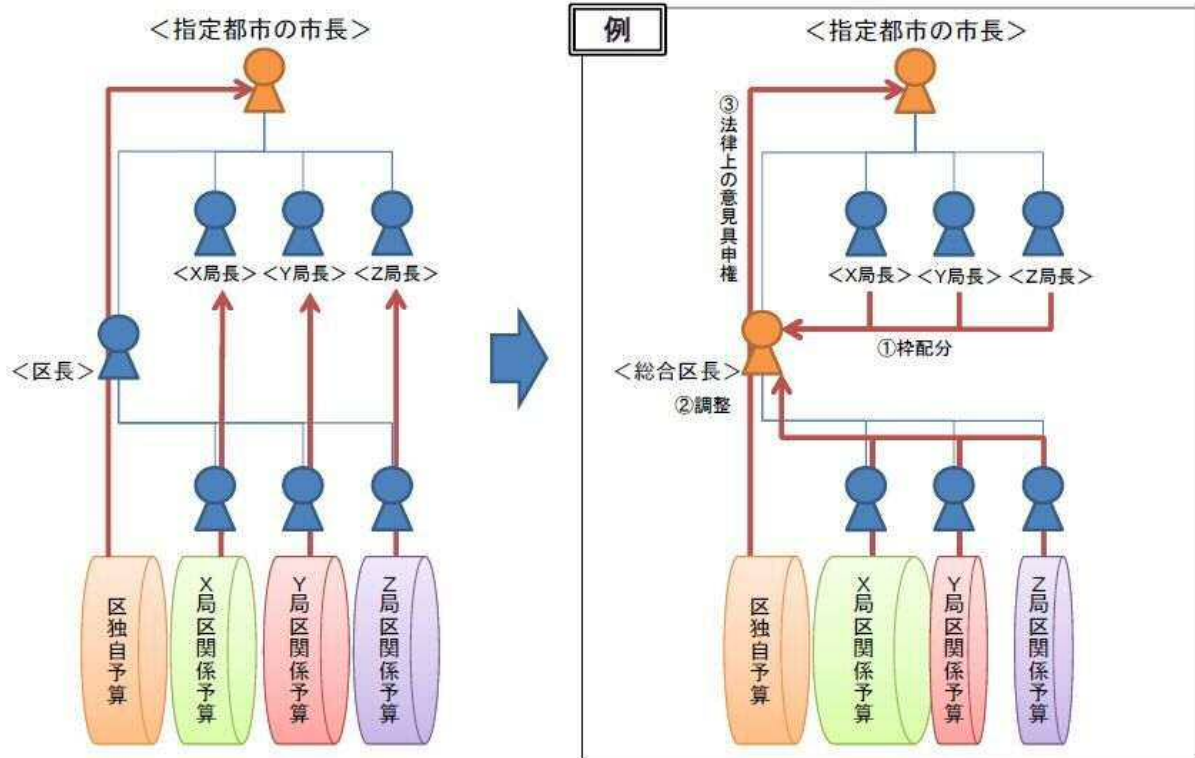 ＜指定都市の市長＞
＜X局長＞
＜Y局長＞
＜Z局長＞
＜区長＞
区独自予算
X局区関係予算
Y局区関係予算
Z局区関係予算
例
＜指定都市の市長＞
③法律上の意見具申権
＜X局長＞
＜Y局長＞
＜Z局長＞
①枠配分
＜総合区長＞
②調整
区独自予算
X局区関係予算
Y局区関係予算
Z局区関係予算